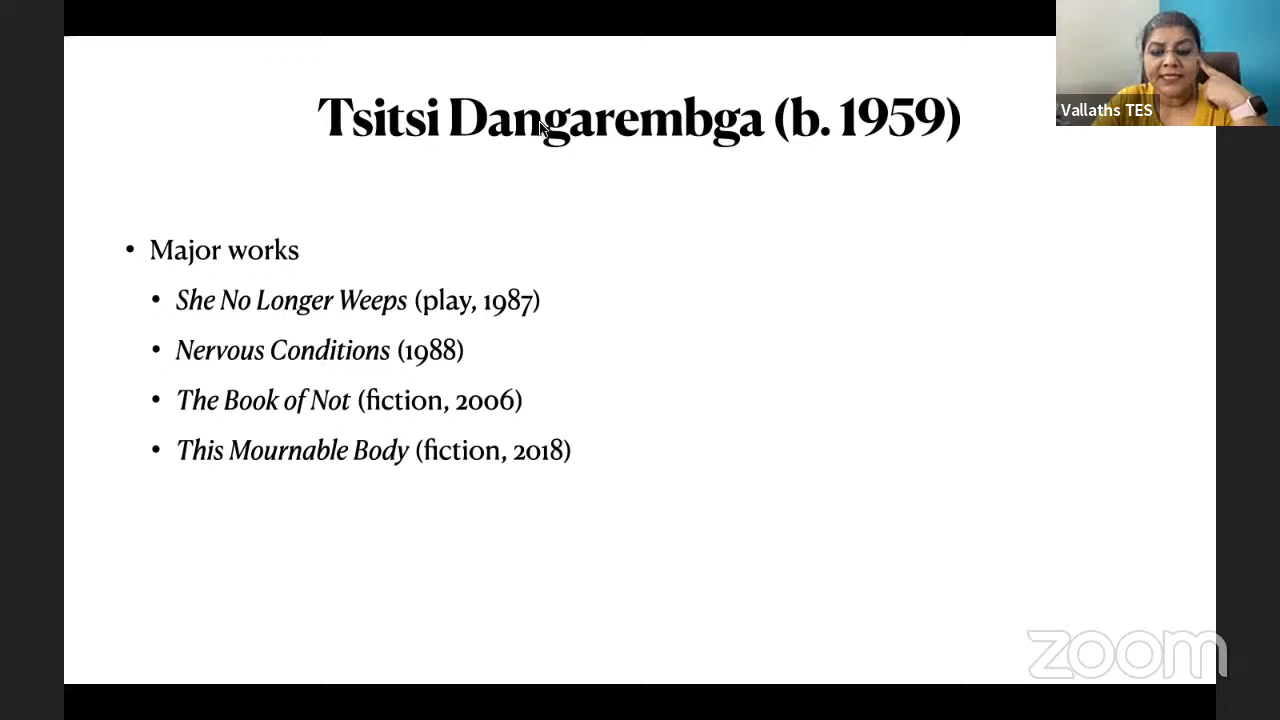 Tsitsi Dangarembga (b. 1959)
Vallaths TES
• Major works
• She No Longer Weeps (play, 1987)
• Nervous Conditions (1988)
• The Book of Not (fiction, 2006)
• This Mournable Body (fiction, 2018)
zoom